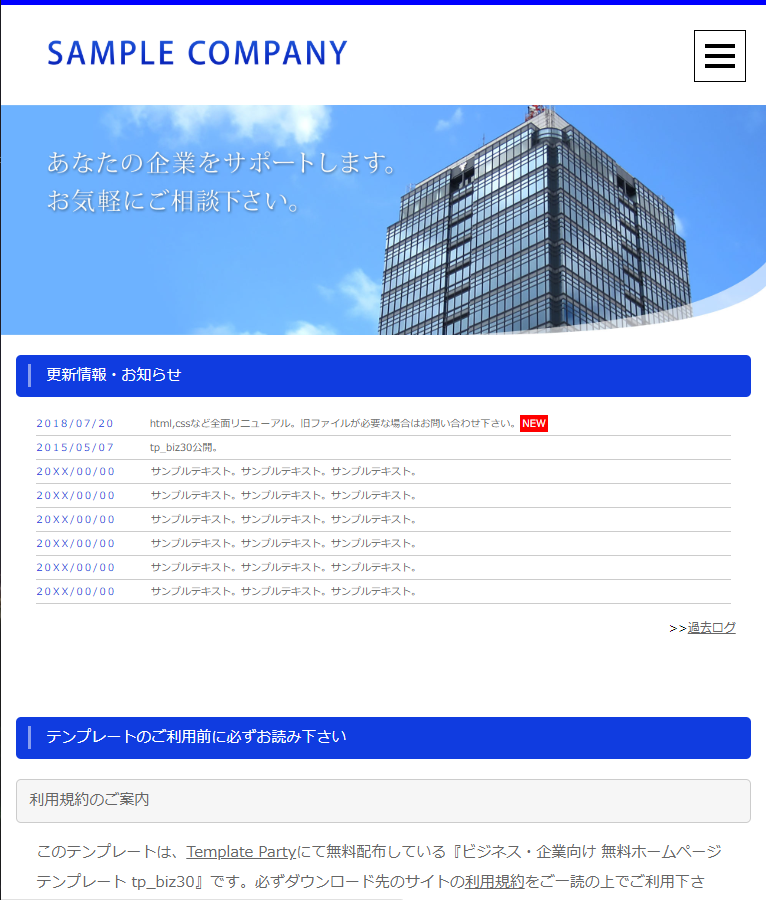 SAMPLE COMPANY
あなたの企業をサポートします。
お気軽にご相談下さい。
更新情報・お知らせ
2018/07/20 html,cssなど全面リニューアル。旧ファイルが必要な場合はお問い合わせ下さい。 NEW
2015/05/07 tp_biz30公開。
20XX/00/00 サンプルテキスト。サンプルテキスト。サンプルテキスト。
20XX/00/00 サンプルテキスト。サンプルテキスト。サンプルテキスト。
20XX/00/00 サンプルテキスト。サンプルテキスト。サンプルテキスト。
20XX/00/00 サンプルテキスト。サンプルテキスト。サンプルテキスト。
20XX/00/00 サンプルテキスト。サンプルテキスト。サンプルテキスト。
20XX/00/00 サンプルテキスト。サンプルテキスト。サンプルテキスト。
>>過去ログ
テンプレートのご利用前に必ずお読み下さい
利用規約のご案内
このテンプレートは、Template Partyにて無料配布している『ビジネス・企業向け 無料ホームページ
テンプレート tp_biz30』です。必ずダウンロード先のサイトの利用規約をご一読の上でご利用下さ